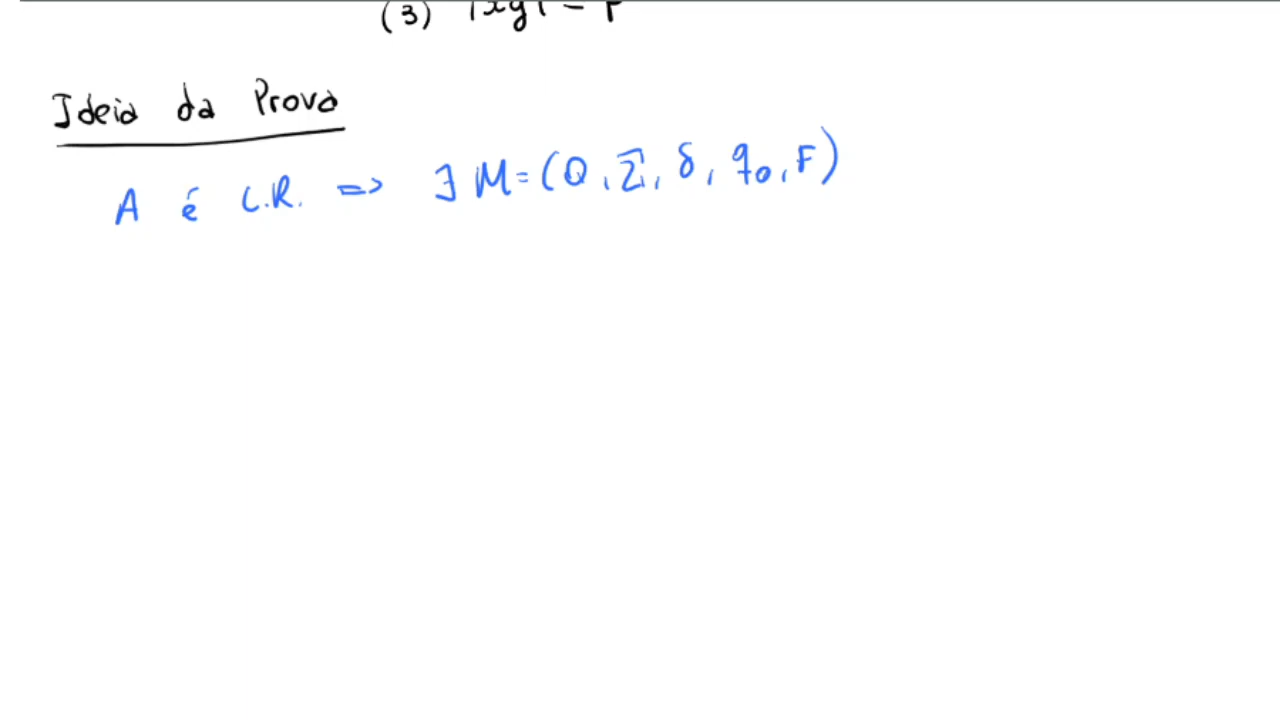 (3) |xy| ≤ p
Ideia da Prova
A é L.R. => ∃ M=(Q, Σ, δ, q₀, F)